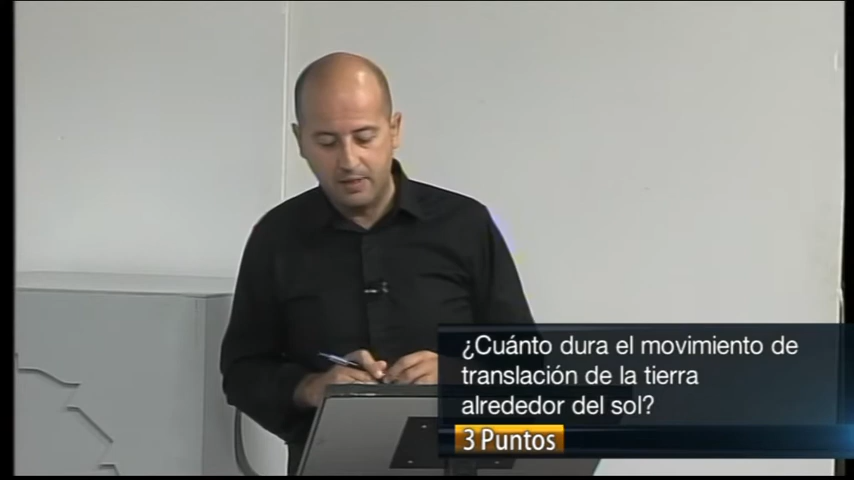 ¿Cuánto dura el movimiento de
translación de la tierra
alrededor del sol?
3 Puntos